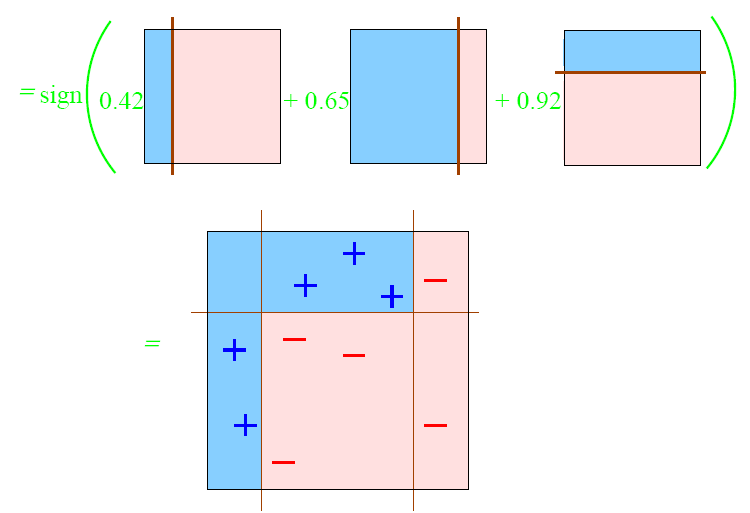 = sign 0.42 + 0.65 + 0.92
=